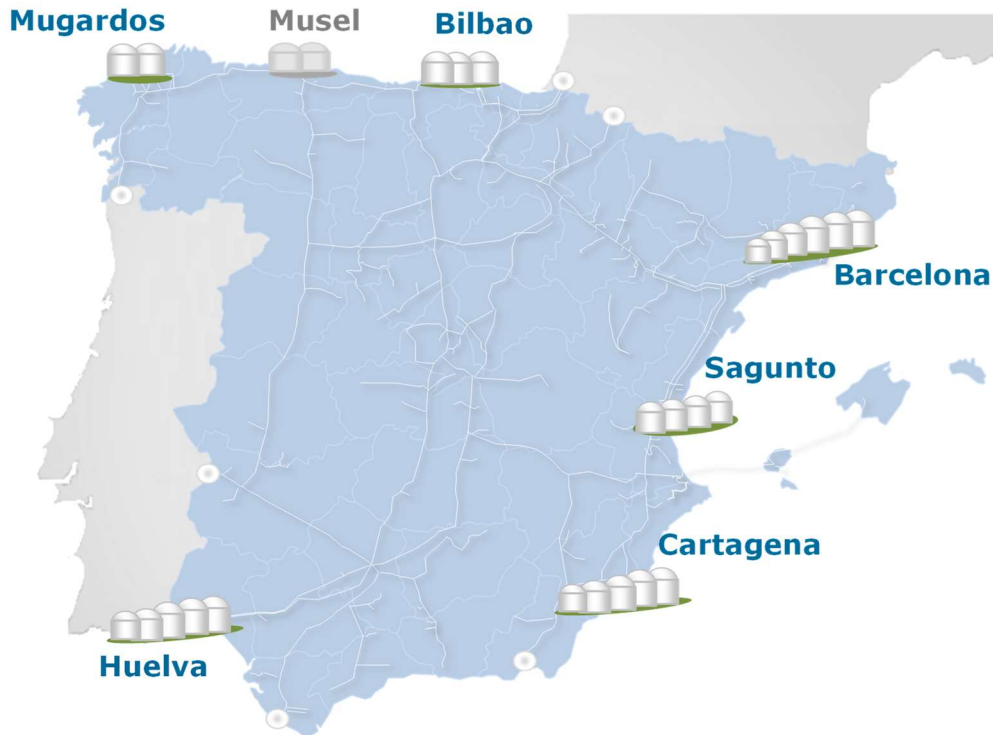 Mugardos
Musel
Bilbao
Barcelona
Sagunto
Cartagena
Huelva